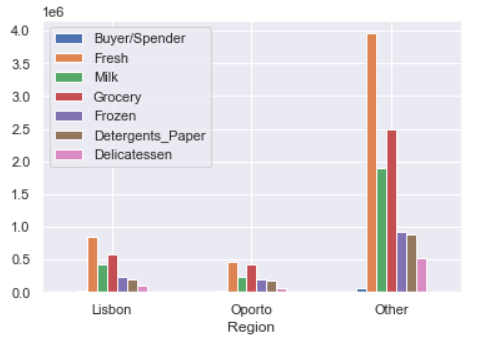 1e6
4.0
3.5
3.0
2.5
2.0
1.5
1.0
0.5
0.0
Buyer/Spender
Fresh
Milk
Grocery
Frozen
Detergents_Paper
Delicatessen
Lisbon Oporto Other
Region